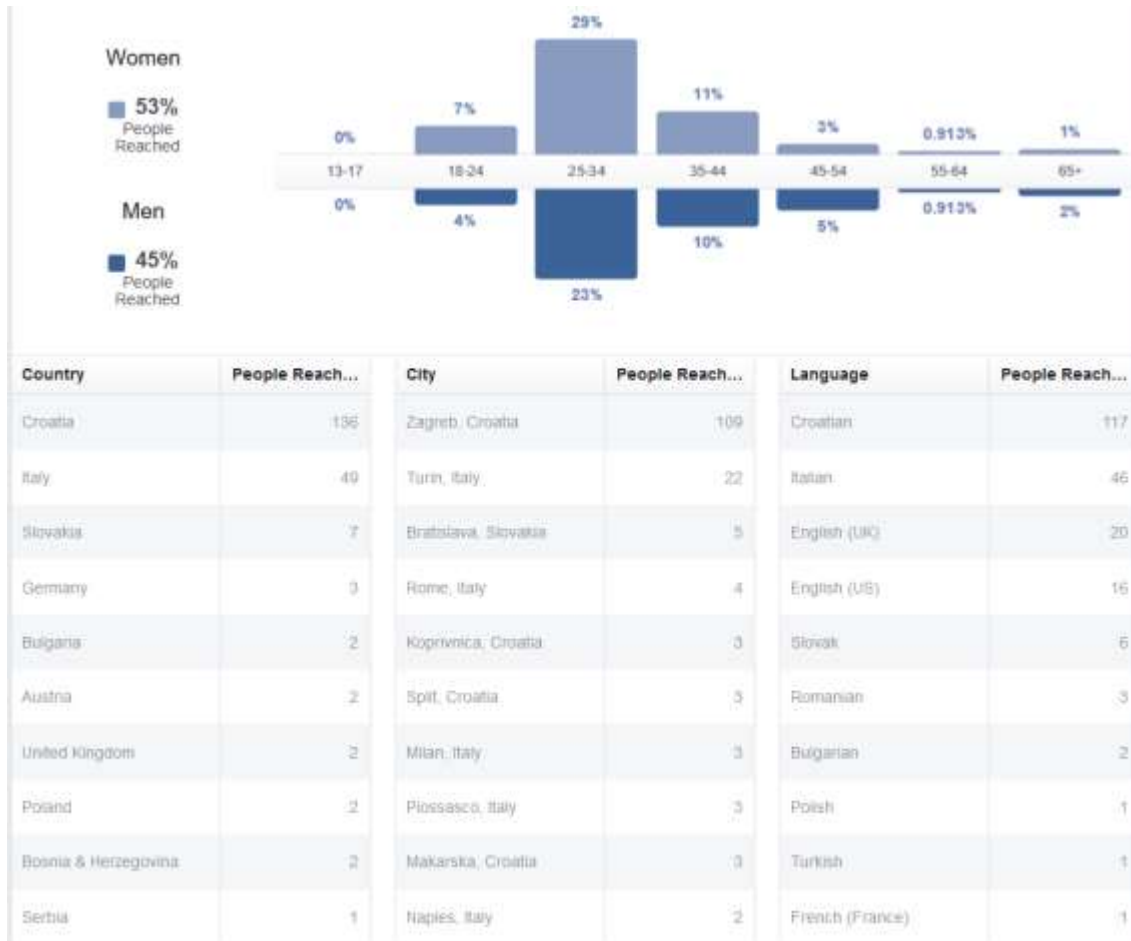 29%
Women
53%
People
Reached
7%
11%
0%
3%
0.913%
1%
13-17 18-24 25-34 35-44 45-54 55-64 65+
Men
0%
4%
10%
5%
0.913%
2%
45%
People
Reached
23%
Country People Reach... City People Reach... Language People Reach...
Croatia 136 Zagreb, Croatia 109 Croatian 117
Italy 49 Turin, Italy 22 Italian 46
Slovakia 7 Bratislava, Slovakia 5 English (UK) 20
Germany 3 Rome, Italy 4 English (US) 16
Bulgaria 2 Koprivnica, Croatia 3 Slovak 6
Austria 2 Split, Croatia 3 Romanian 3
United Kingdom 2 Milan, Italy 3 Bulgarian 2
Poland 2 Piossasco, Italy 3 Polish 1
Bosnia & Herzegovina 2 Makarska, Croatia 3 Turkish 1
Serbia 1 Naples, Italy 2 French (France) 1